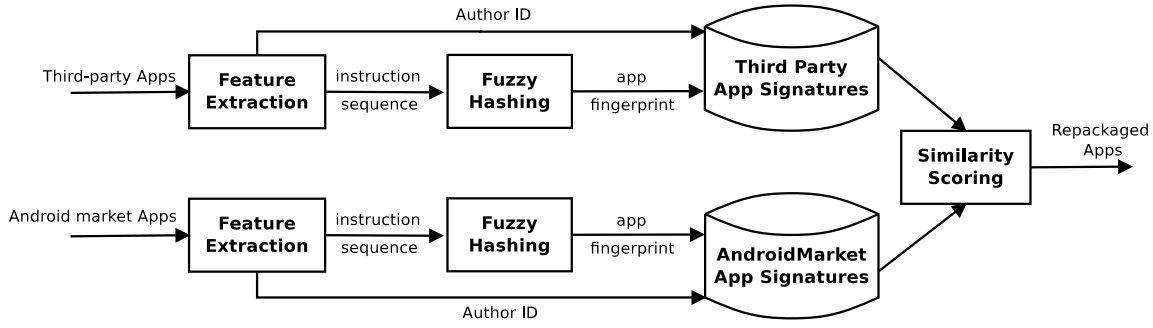 Author ID
Third-party Apps
Feature
Extraction
instruction
sequence
Fuzzy
Hashing
app
fingerprint
Third Party
App Signatures
Similarity
Scoring
Repackaged
Apps
Android market Apps
Feature
Extraction
instruction
sequence
Fuzzy
Hashing
app
fingerprint
AndroidMarket
App Signatures
Author ID